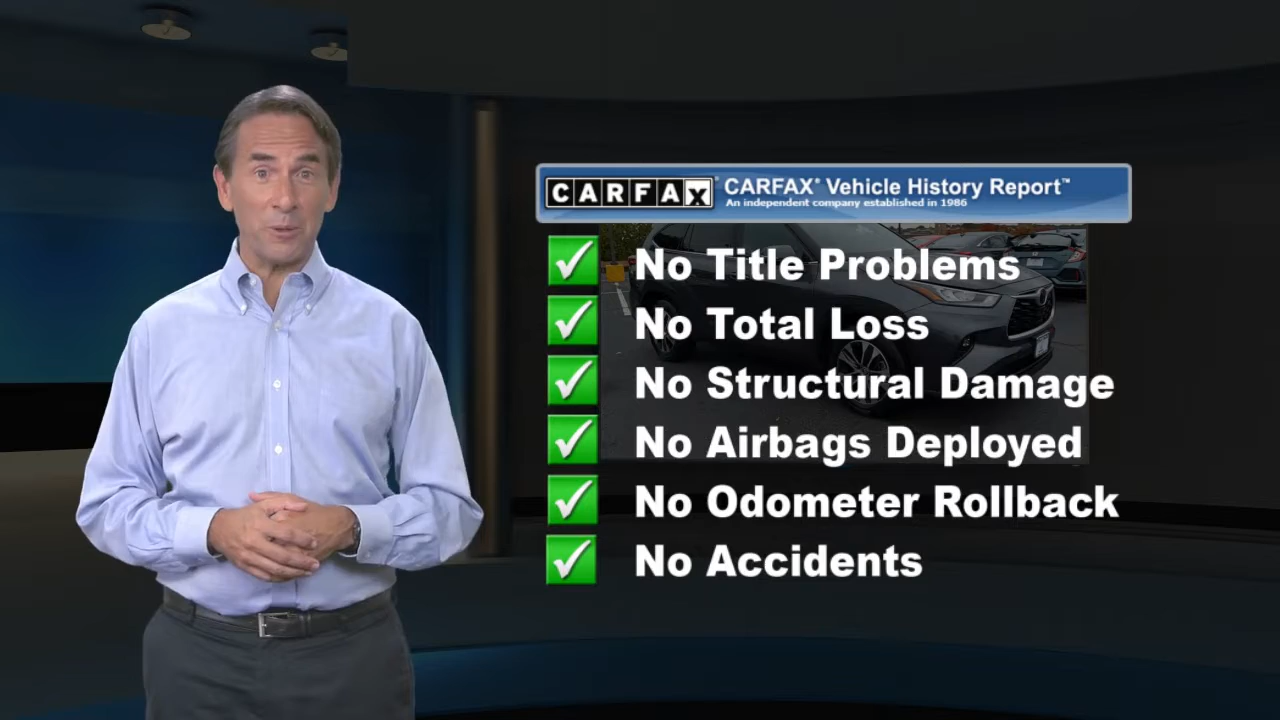 CARFAX
CARFAX® Vehicle History Report™
An independent company established in 1986
No Title Problems
No Total Loss
No Structural Damage
No Airbags Deployed
No Odometer Rollback
No Accidents